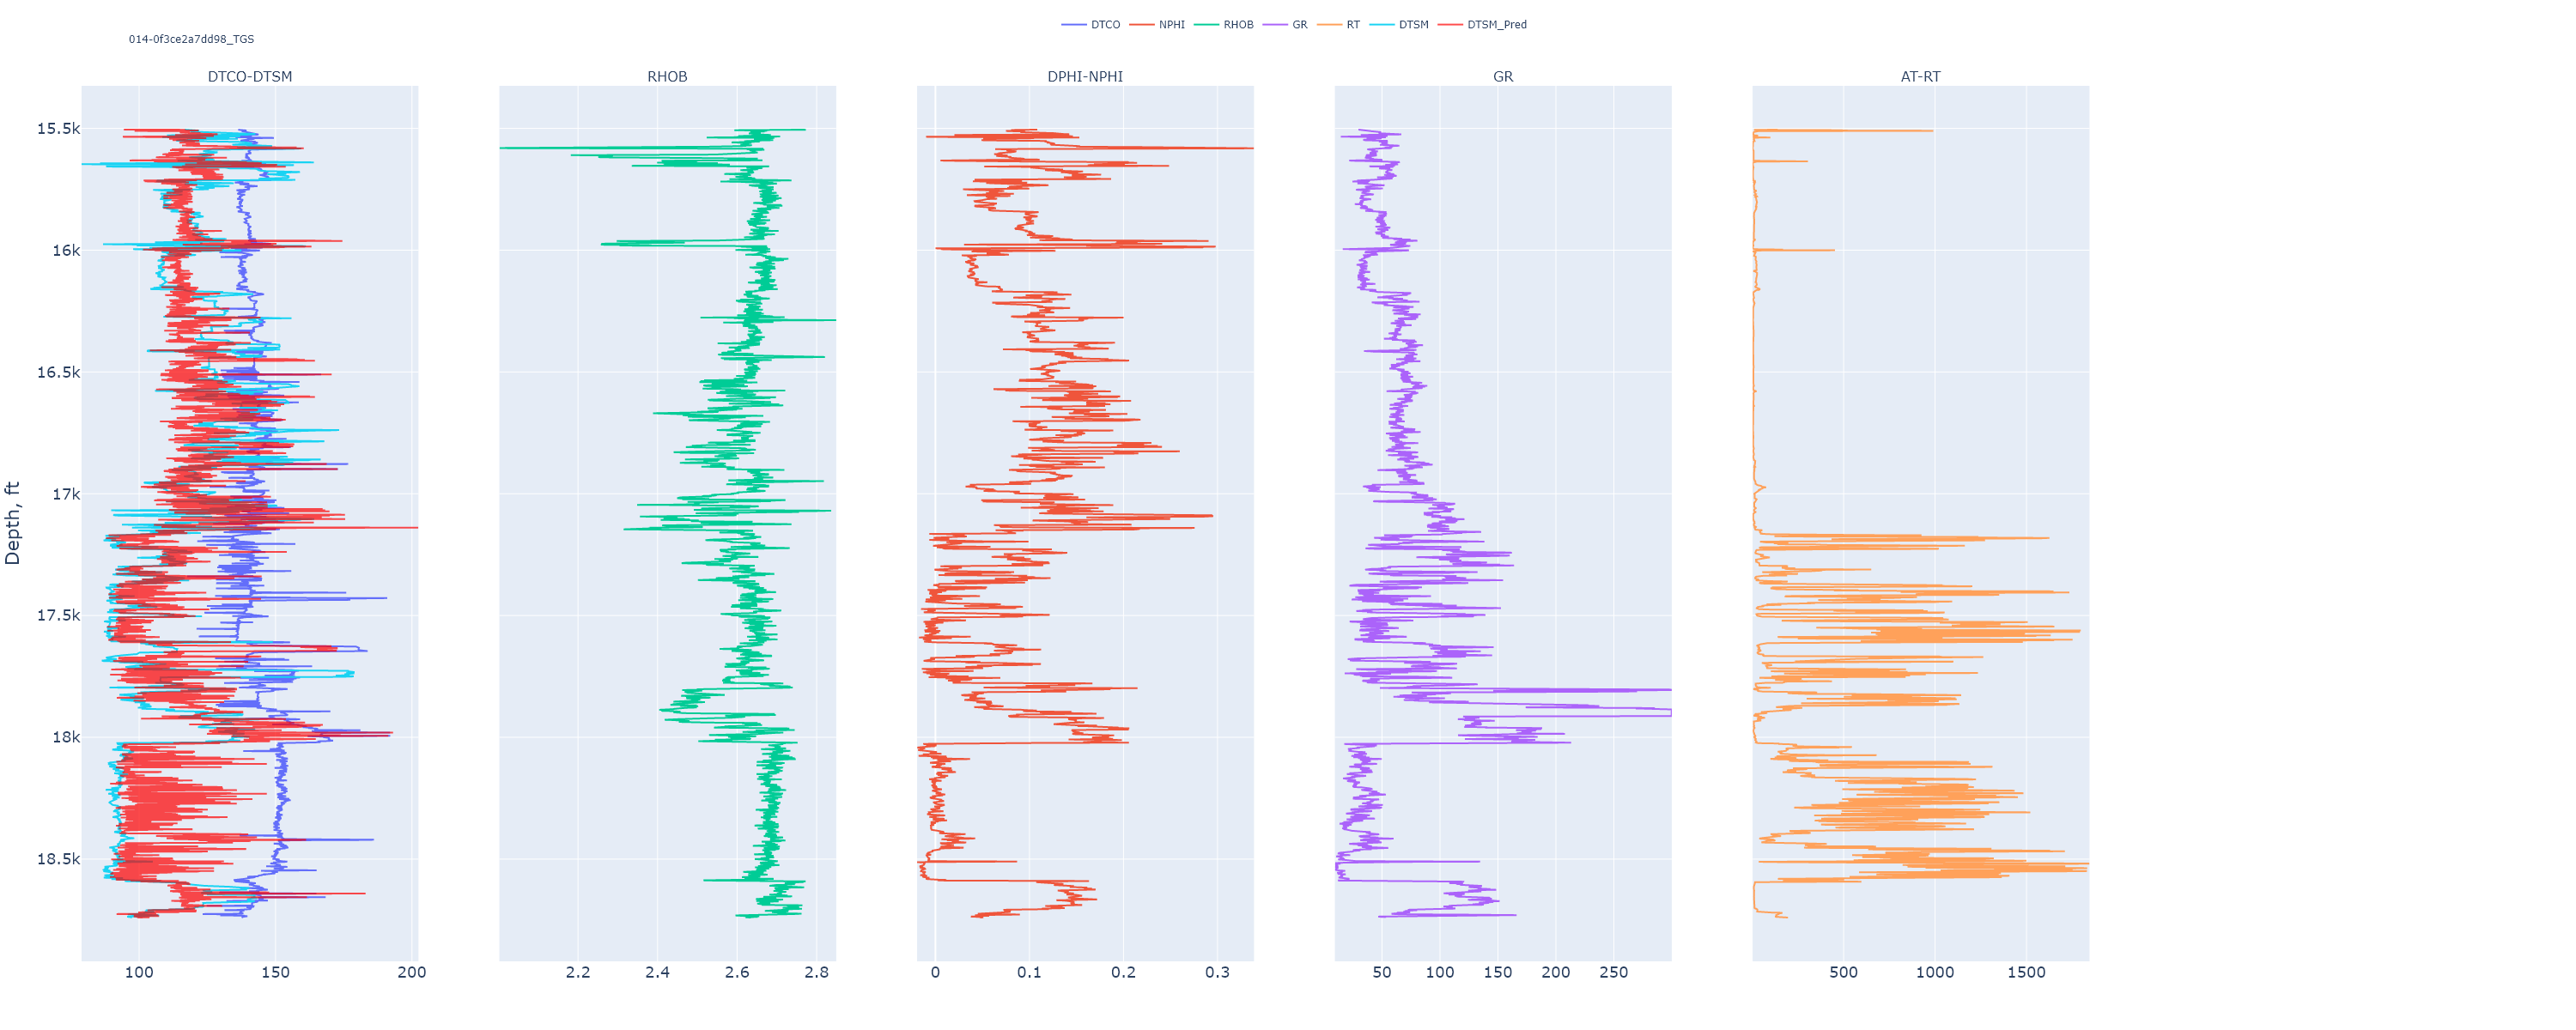 DTCO NPHI RHOB GR RT DTSM DTSM_Pred
014-0f3ce2a7dd98_TGS
DTCO-DTSM RHOB DPHI-NPHI GR AT-RT
15.5k
16k
16.5k
17k
Depth, ft
17.5k
18k
18.5k
100 150 200 2.2 2.4 2.6 2.8 0 0.1 0.2 0.3 50 100 150 200 250 500 1000 1500